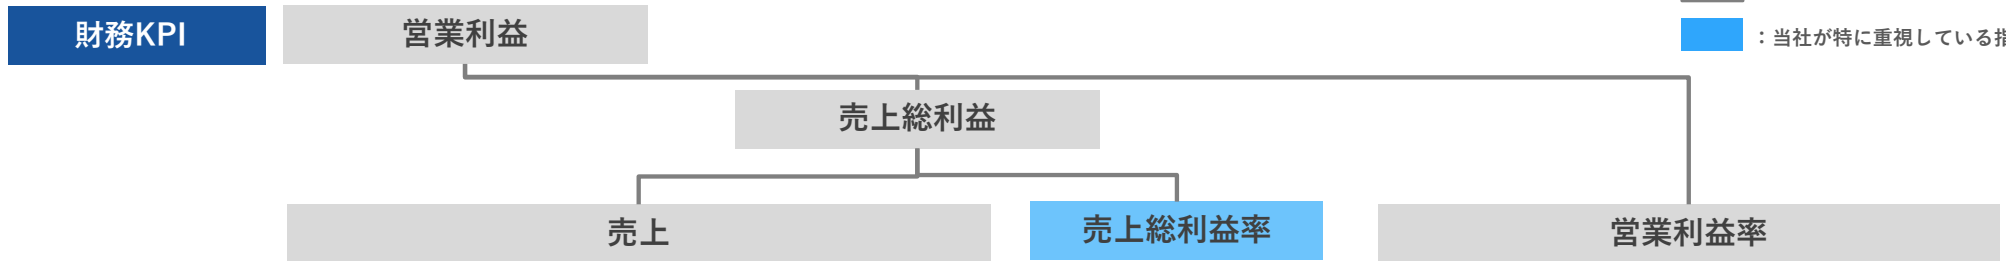 財務KPI
営業利益
：当社が特に重視している
売上総利益
売上
売上総利益率
営業利益率